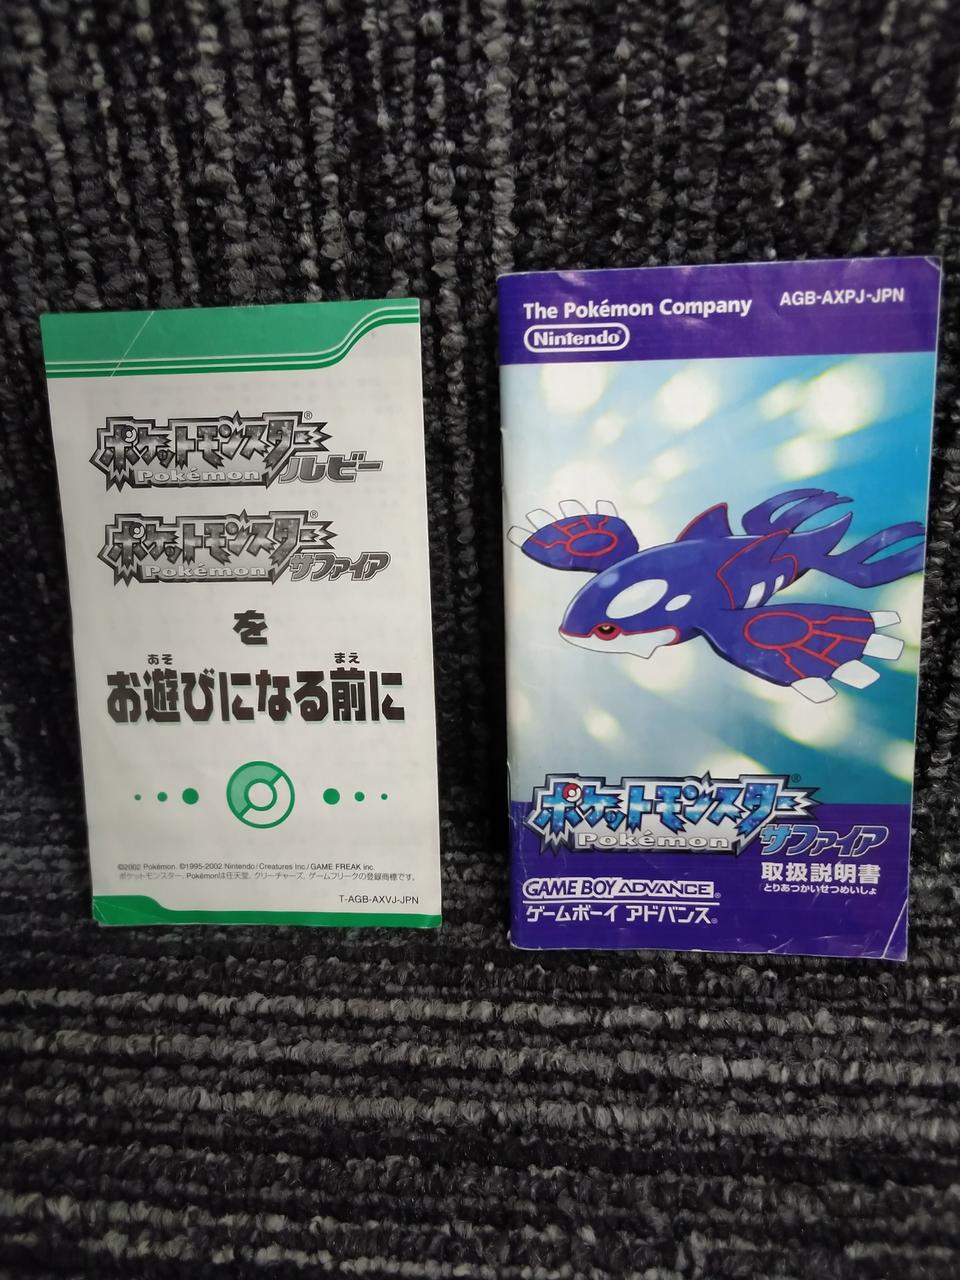 ポケットモンスター®
Pokémon ルビー
ポケットモンスター®
Pokémon サファイア
を
あそ まえ
お遊びになる前に
©2002 Pokémon. ©1995-2002 Nintendo/Creatures Inc./GAME FREAK inc.
ポケットモンスター、Pokémonは任天堂、クリーチャーズ、ゲームフリークの登録商標です。
T-AGB-AXVJ-JPN
The Pokémon Company
AGB-AXPJ-JPN
Nintendo®
ポケットモンスター®
Pokémon サファイア
取扱説明書
とりあつかいせつめいしょ
GAME BOY ADVANCE®
ゲームボーイ アドバンス®